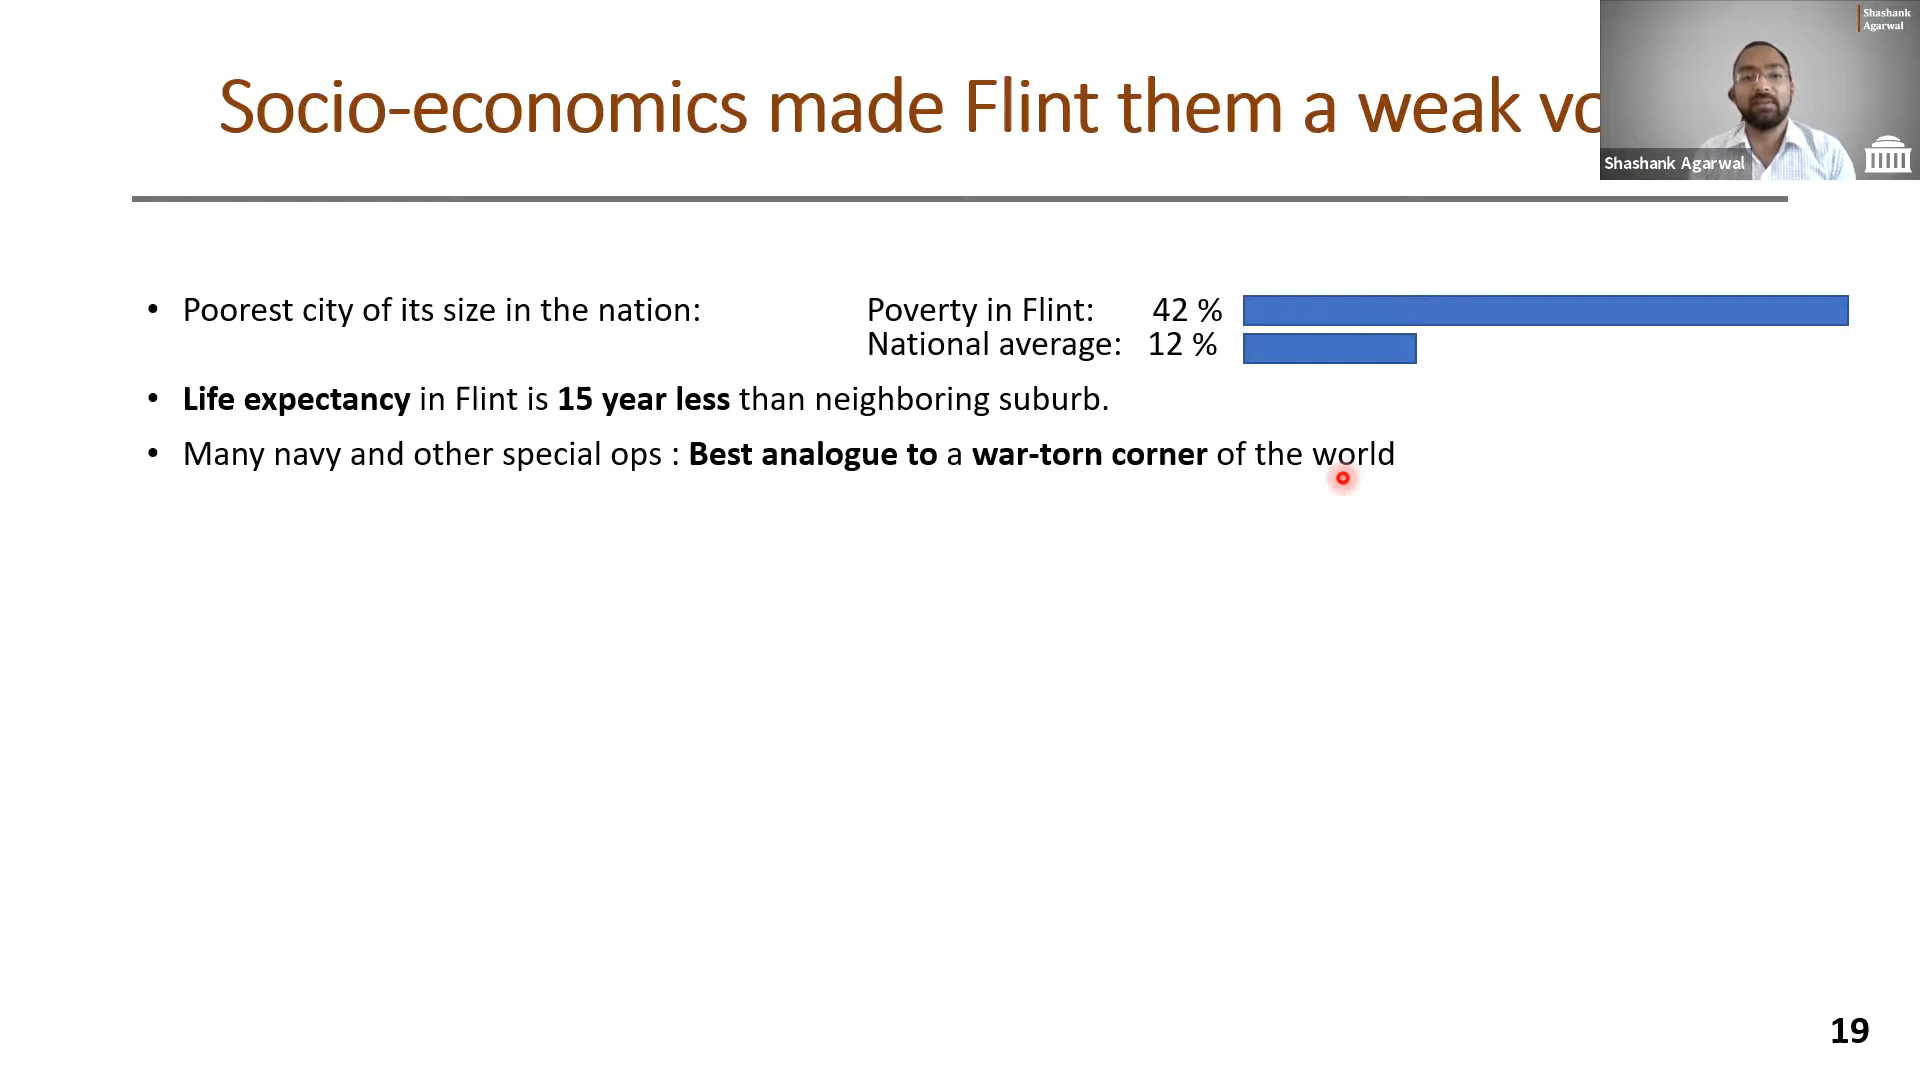 Socio-economics made Flint them a weak
Shashank
Agarwal
Shashank Agarwal
• Poorest city of its size in the nation:
Poverty in Flint: 42 %
National average: 12 %
• Life expectancy in Flint is 15 year less than neighboring suburb.
• Many navy and other special ops : Best analogue to a war-torn corner of the world
19